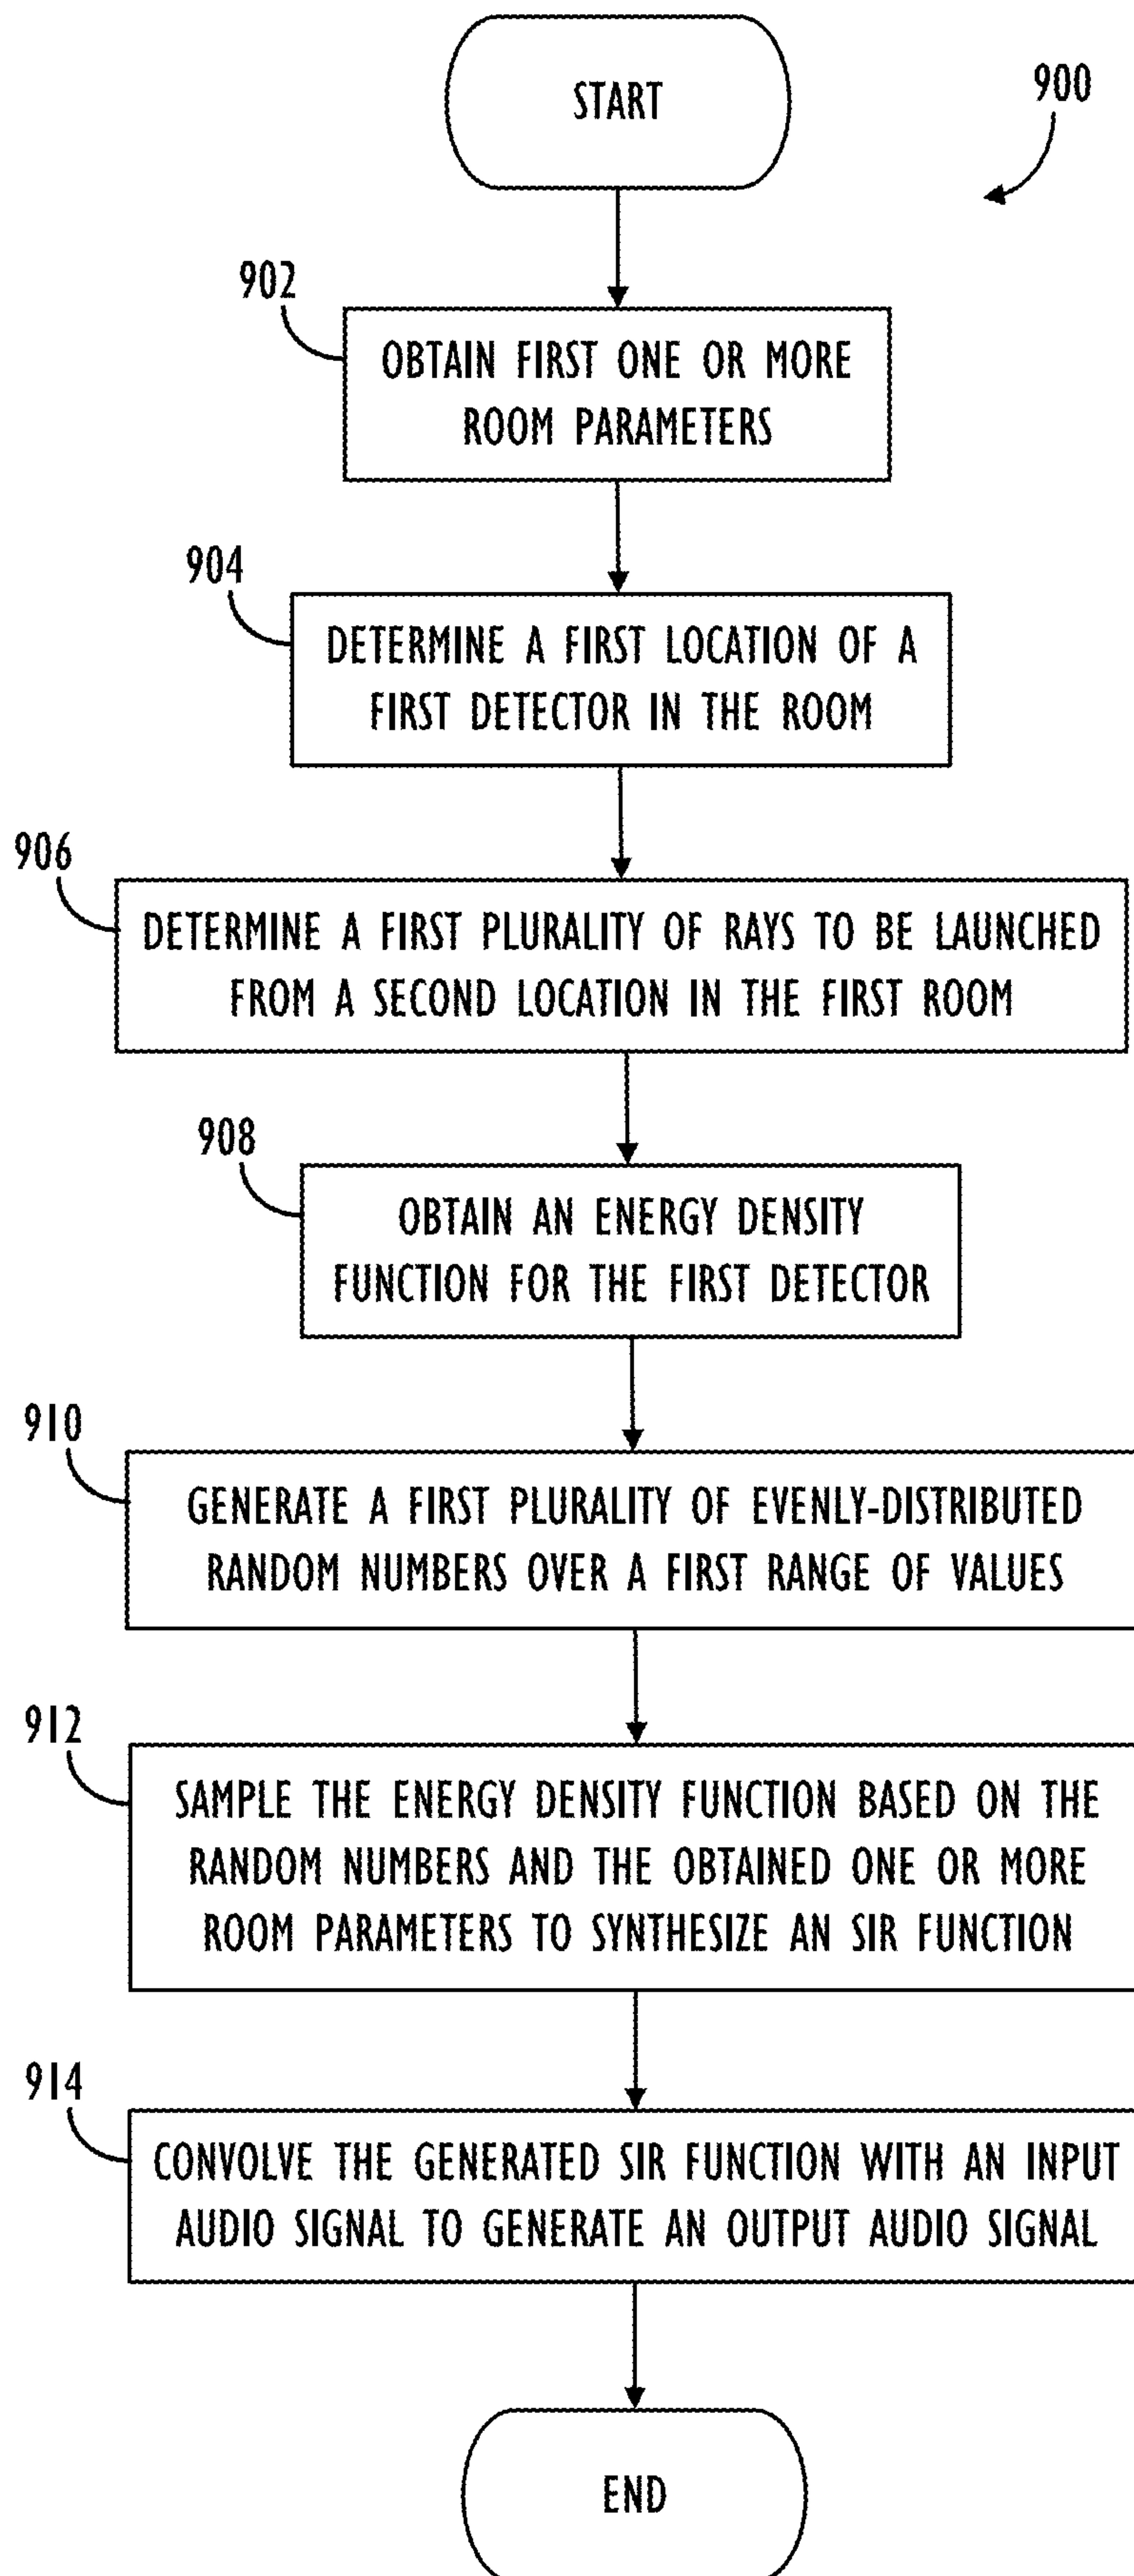 START
900
902
OBTAIN FIRST ONE OR MORE
ROOM PARAMETERS
904
DETERMINE A FIRST LOCATION OF A
FIRST DETECTOR IN THE ROOM
906
DETERMINE A FIRST PLURALITY OF RAYS TO BE LAUNCHED
FROM A SECOND LOCATION IN THE FIRST ROOM
908
OBTAIN AN ENERGY DENSITY
FUNCTION FOR THE FIRST DETECTOR
910
GENERATE A FIRST PLURALITY OF EVENLY-DISTRIBUTED
RANDOM NUMBERS OVER A FIRST RANGE OF VALUES
912
SAMPLE THE ENERGY DENSITY FUNCTION BASED ON THE
RANDOM NUMBERS AND THE OBTAINED ONE OR MORE
ROOM PARAMETERS TO SYNTHESIZE AN SIR FUNCTION
914
CONVOLVE THE GENERATED SIR FUNCTION WITH AN INPUT
AUDIO SIGNAL TO GENERATE AN OUTPUT AUDIO SIGNAL
END